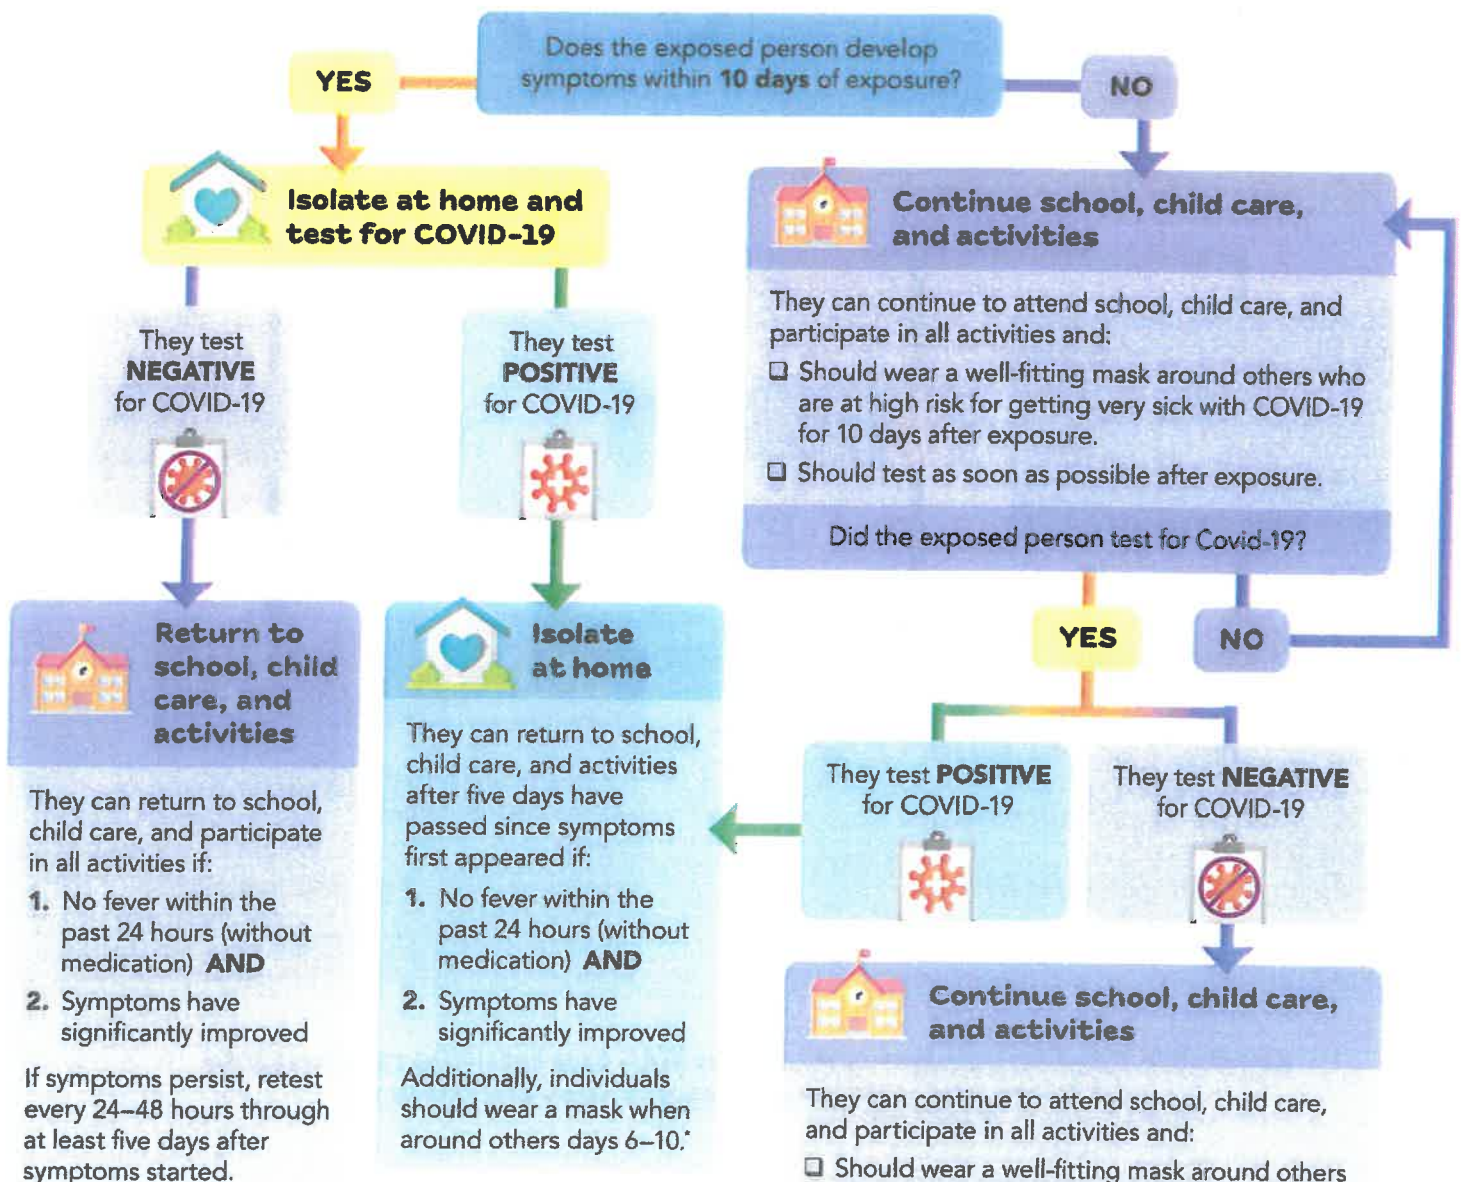 Does the exposed person develop
symptoms within 10 days of exposure?
YES
NO
Isolate at home and
test for COVID-19
They test
NEGATIVE
for COVID-19
They test
POSITIVE
for COVID-19
Return to
school, child
care, and
activities
They can return to school,
child care, and participate
in all activities if:
1. No fever within the
past 24 hours (without
medication) AND
2. Symptoms have
significantly improved
If symptoms persist, retest
every 24–48 hours through
at least five days after
symptoms started.
Isolate
at home
They can return to school,
child care, and activities
after five days have
passed since symptoms
first appeared if:
1. No fever within the
past 24 hours (without
medication) AND
2. Symptoms have
significantly improved
Additionally, individuals
should wear a mask when
around others days 6–10.*
Continue school, child care,
and activities
They can continue to attend school, child care, and
participate in all activities and:
❑ Should wear a well-fitting mask around others who
are at high risk for getting very sick with COVID-19
for 10 days after exposure.
❑ Should test as soon as possible after exposure.
Did the exposed person test for Covid-19?
YES
NO
They test POSITIVE
for COVID-19
They test NEGATIVE
for COVID-19
Continue school, child care,
and activities
They can continue to attend school, child care,
and participate in all activities and:
❑ Should wear a well-fitting mask around others